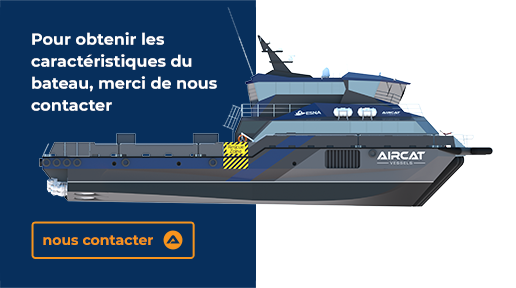 Pour obtenir les
caractéristiques du
bateau, merci de nous
contacter
ESNA
AIRCAT
AIRCAT
VESSELS
nous contacter